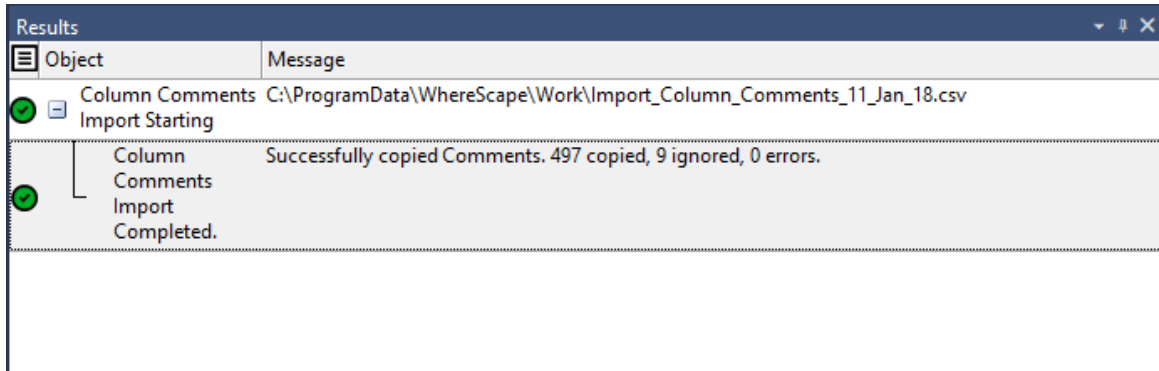 Results
Object Message
Column Comments C:\ProgramData\WhereScape\Work\Import_Column_Comments_11_Jan_18.csv
Import Starting
Column Successfully copied Comments. 497 copied, 9 ignored, 0 errors.
Comments
Import
Completed.